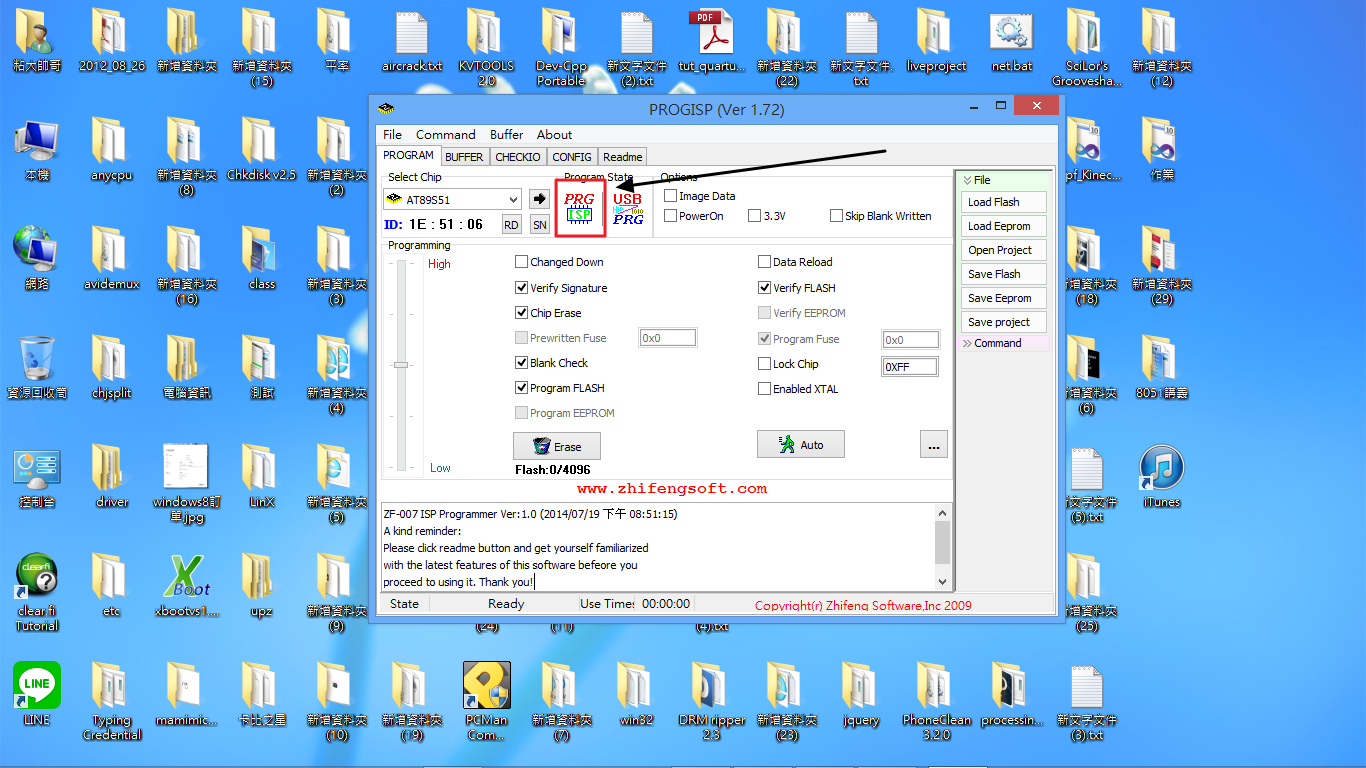 粘大帥哥
2012_08_26
新增資料夾
新增資料夾
(15)
平率
aircrack.txt
KVTOOLS
2.0
Dev-Cpp
Portable
新文字文件
(2).txt
PDF
tut_quartu...
新增資料夾
(22)
新文字文件.
txt
liveproject
net.bat
SciLor's
Groovesha...
新增資料夾
(12)
PROGISP (Ver 1.72)
File Command Buffer About
PROGRAM BUFFER CHECKIO CONFIG Readme
Select Chip
AT89S51
ID: 1E : 51 : 06
RD SN
Program State
PRG
ISP
USB
1010
PRG
Options
Image Data
PowerOn 3.3V Skip Blank Written
File
Load Flash
Load Eeprom
Open Project
Save Flash
Save Eeprom
Save project
Command
Programming
High
Low
Changed Down
Verify Signature
Chip Erase
Prewritten Fuse 0x0
Blank Check
Program FLASH
Program EEPROM
Erase
Flash:0/4096
Data Reload
Verify FLASH
Verify EEPROM
Program Fuse 0x0
Lock Chip 0XFF
Enabled XTAL
Auto
...
www.zhifengsoft.com
ZF-007 ISP Programmer Ver:1.0 (2014/07/19 下午 08:51:15)
A kind reminder:
Please click readme button and get yourself familiarized
with the latest features of this software befeore you
proceed to using it. Thank you!
State Ready Use Times 00:00:00 Copyright(r) Zhifeng Software,Inc 2009
本機
anycpu
新增資料夾
(8)
Chkdisk v2.5
新增資料夾
(2)
pf_Kinec...
作業
網路
avidemux
新增資料夾
(16)
class
新增資料夾
(3)
新增資料夾
(18)
新增資料夾
(29)
資源回收筒
chjsplit
電腦資訊
測試
新增資料夾
(4)
新增資料夾
(6)
8051講義
控制台
driver
windows8訂
單.jpg
LinX
新增資料夾
(5)
新文字文件
(5).txt
iTunes
clear.fi
clear.fi
Tutorial
etc
X
Boot
xbootvs1....
upz
新增資料夾
(9)
(24)
(11)
(4).txt
新增資料夾
(25)
LINE
LINE
Typing
Credential
mamimic...
卡比之星
新增資料夾
(10)
新增資料夾
(19)
PCMan
Com...
新增資料夾
(7)
win32
DRM ripper
2.3
新增資料夾
(23)
jquery
PhoneClean
3.2.0
processin...
新文字文件
(3).txt